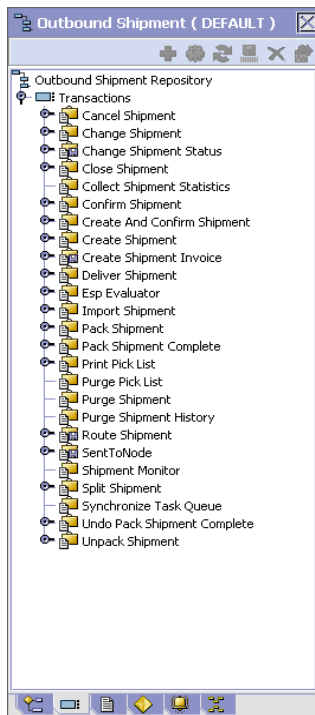 Outbound Shipment ( DEFAULT )
Outbound Shipment Repository
Transactions
Cancel Shipment
Change Shipment
Change Shipment Status
Close Shipment
Collect Shipment Statistics
Confirm Shipment
Create And Confirm Shipment
Create Shipment
Create Shipment Invoice
Deliver Shipment
Esp Evaluator
Import Shipment
Pack Shipment
Pack Shipment Complete
Print Pick List
Purge Pick List
Purge Shipment
Purge Shipment History
Route Shipment
SentToNode
Shipment Monitor
Split Shipment
Synchronize Task Queue
Undo Pack Shipment Complete
Unpack Shipment